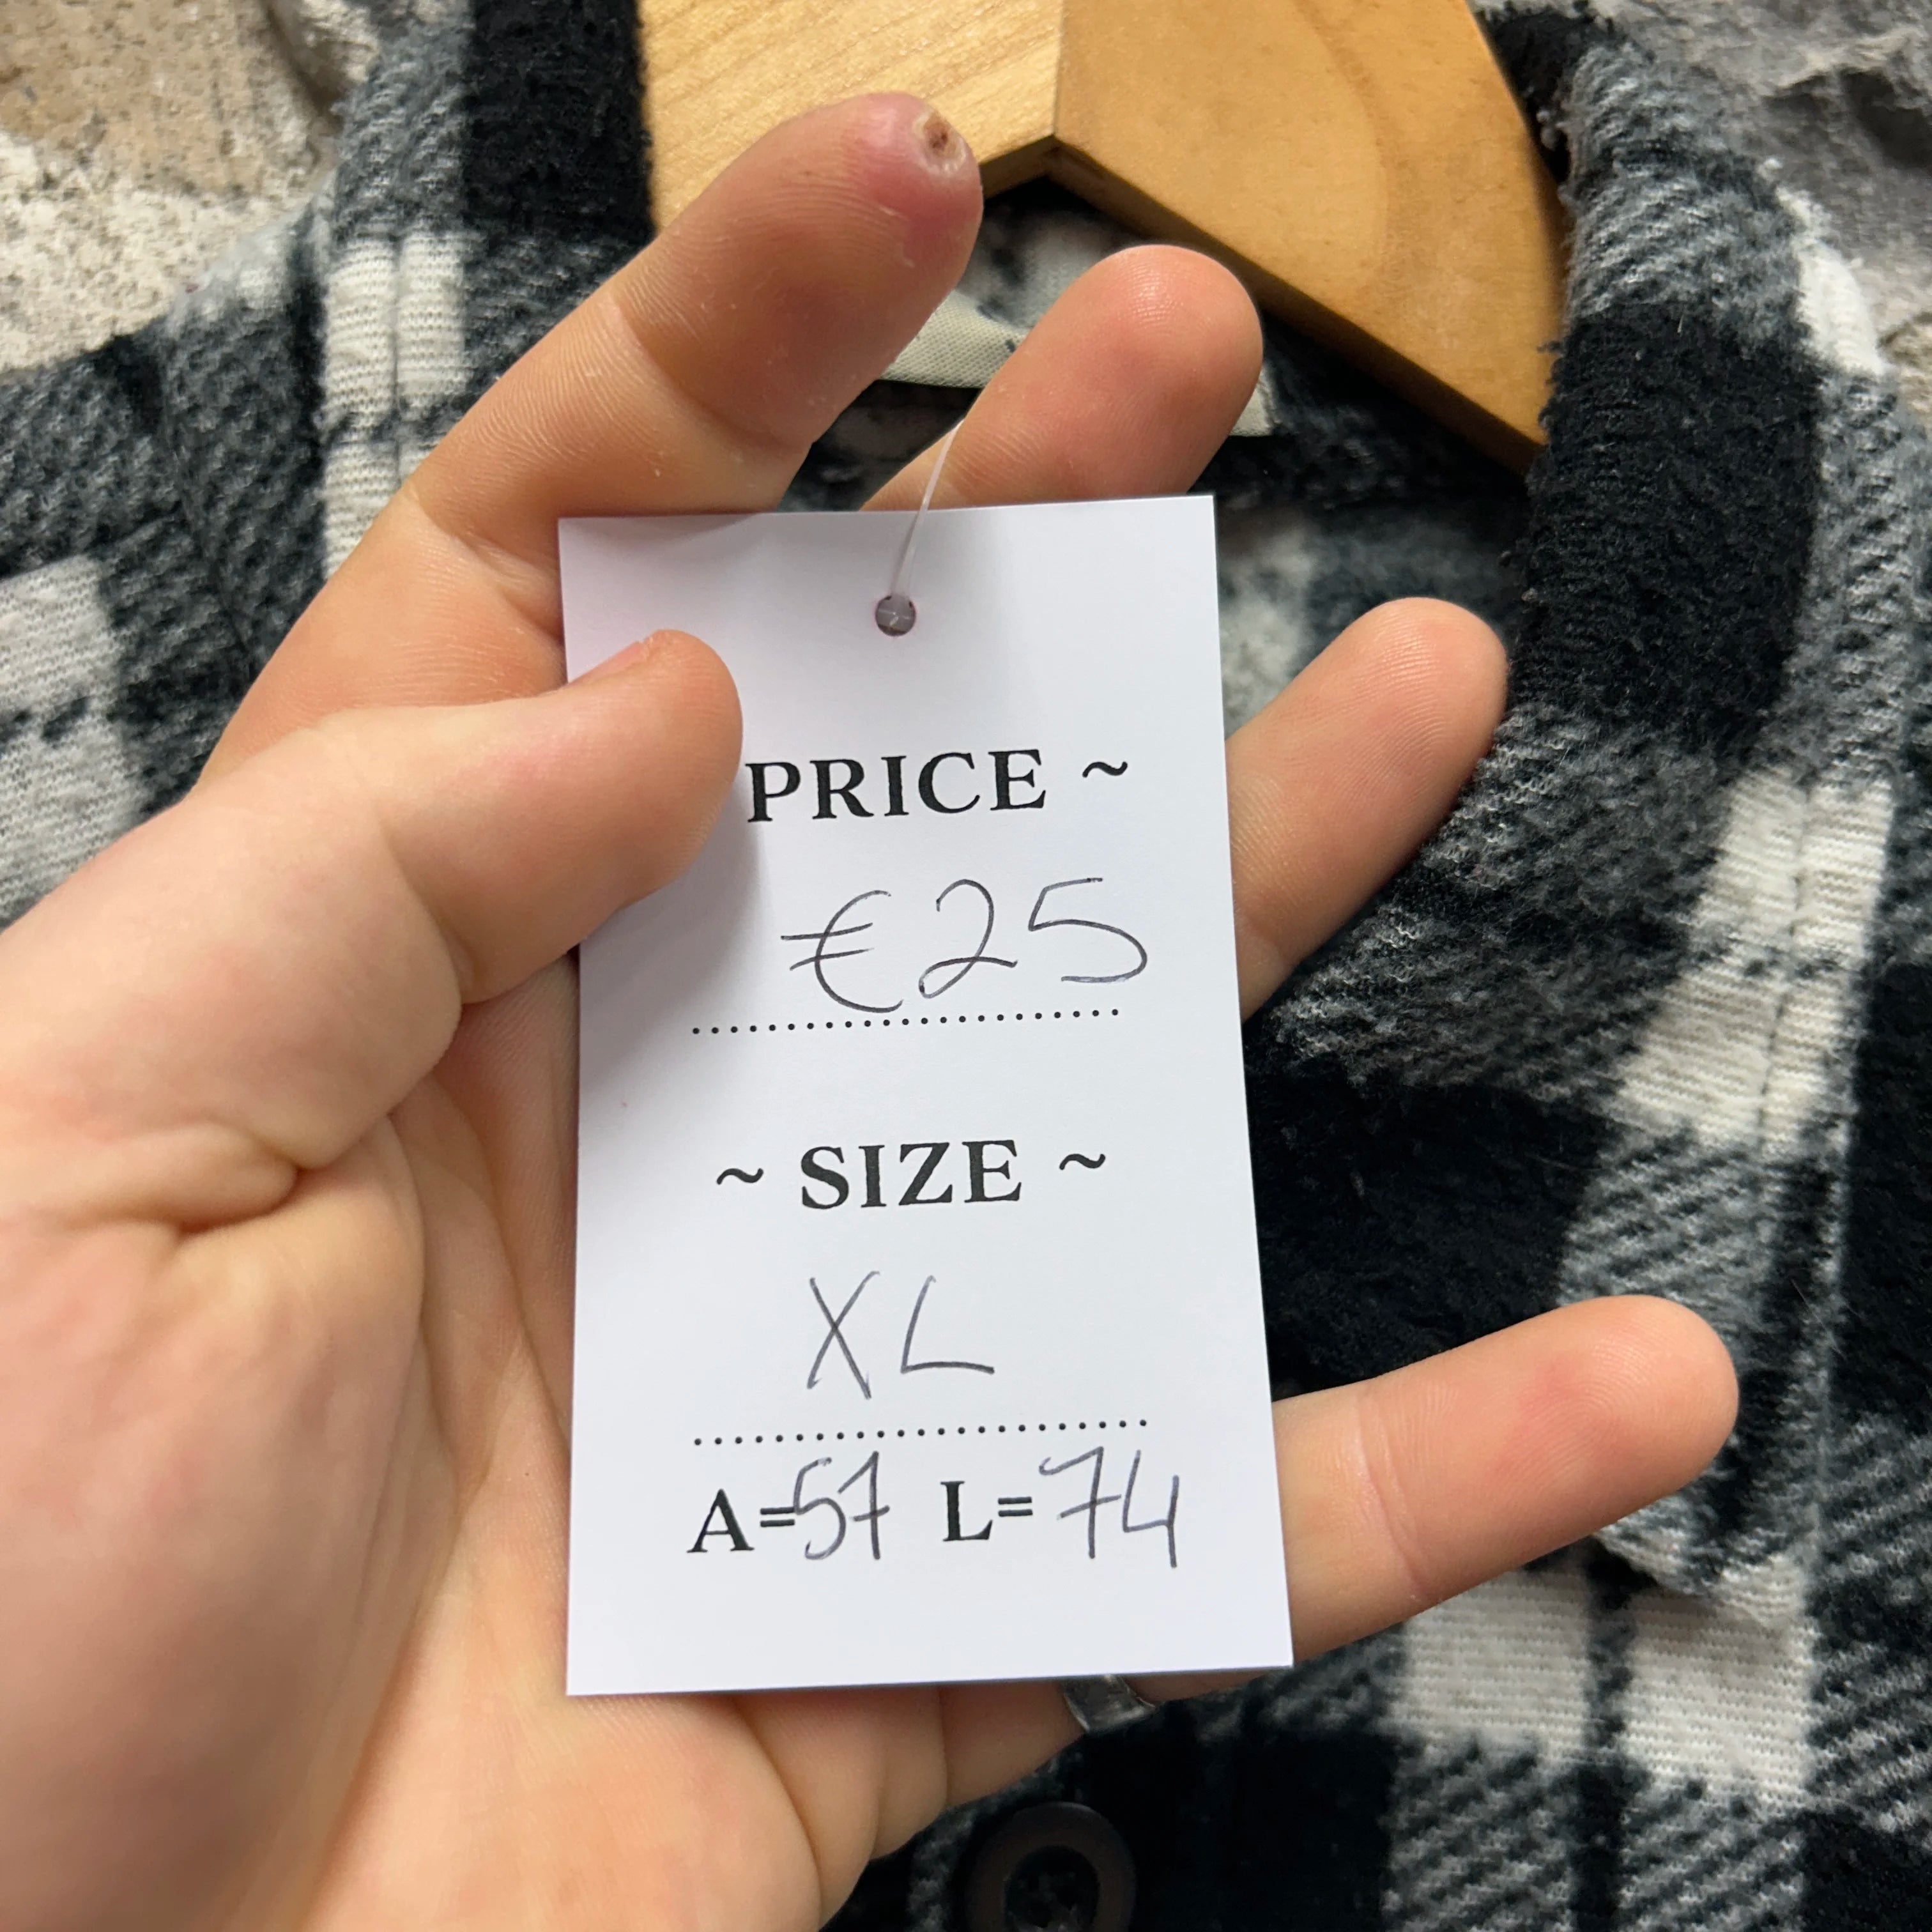 PRICE ~
€25
~ SIZE ~
XL
A=57 L=74